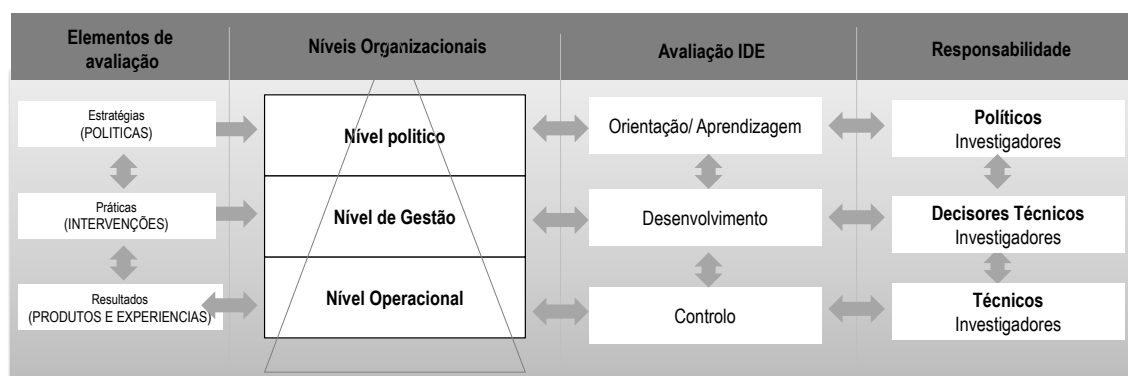 Elementos de
avaliação
Níveis Organizacionais
Avaliação IDE
Responsabilidade
Estratégias
(POLITICAS)
Nível politico
Orientação/ Aprendizagem
Políticos
Investigadores
Práticas
(INTERVENÇÕES)
Nível de Gestão
Desenvolvimento
Decisores Técnicos
Investigadores
Resultados
(PRODUTOS E EXPERIENCIAS)
Nível Operacional
Controlo
Técnicos
Investigadores